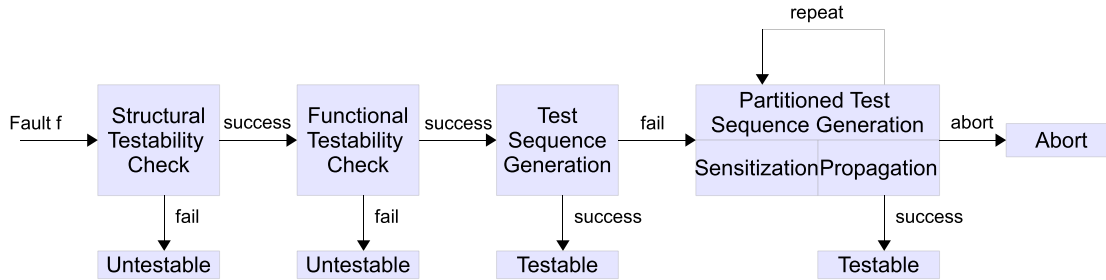 repeat
Fault f
Structural
Testability
Check
success
Functional
Testability
Check
success
Test
Sequence
Generation
fail
Partitioned Test
Sequence Generation
Sensitization
Propagation
abort
Abort
fail
fail
success
success
Untestable
Untestable
Testable
Testable